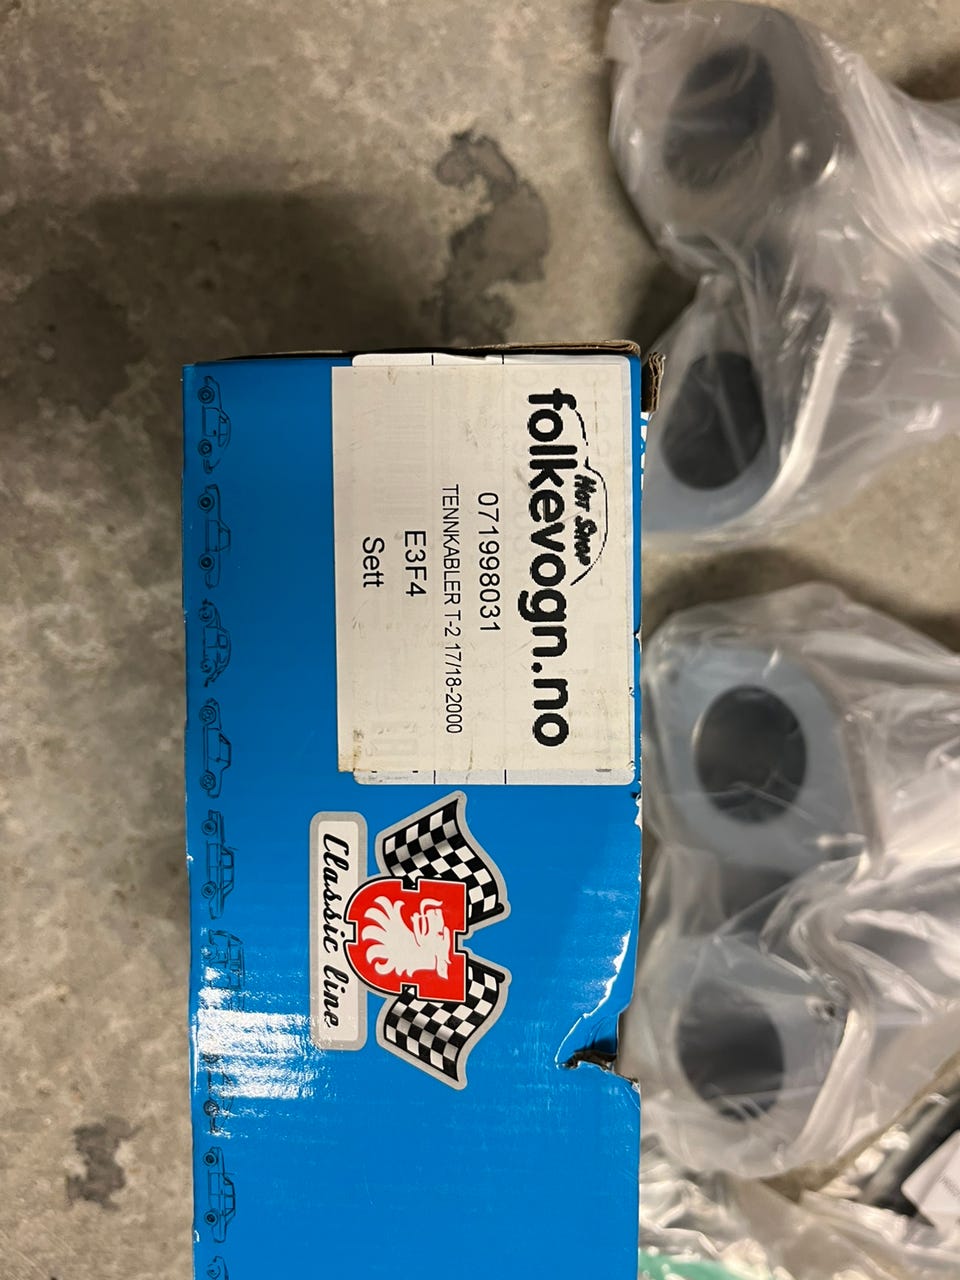 folkevogn.no
Hot Shop
071998031
TENNKABLER T-2 17/18-2000
E3F4
Sett
Classic line